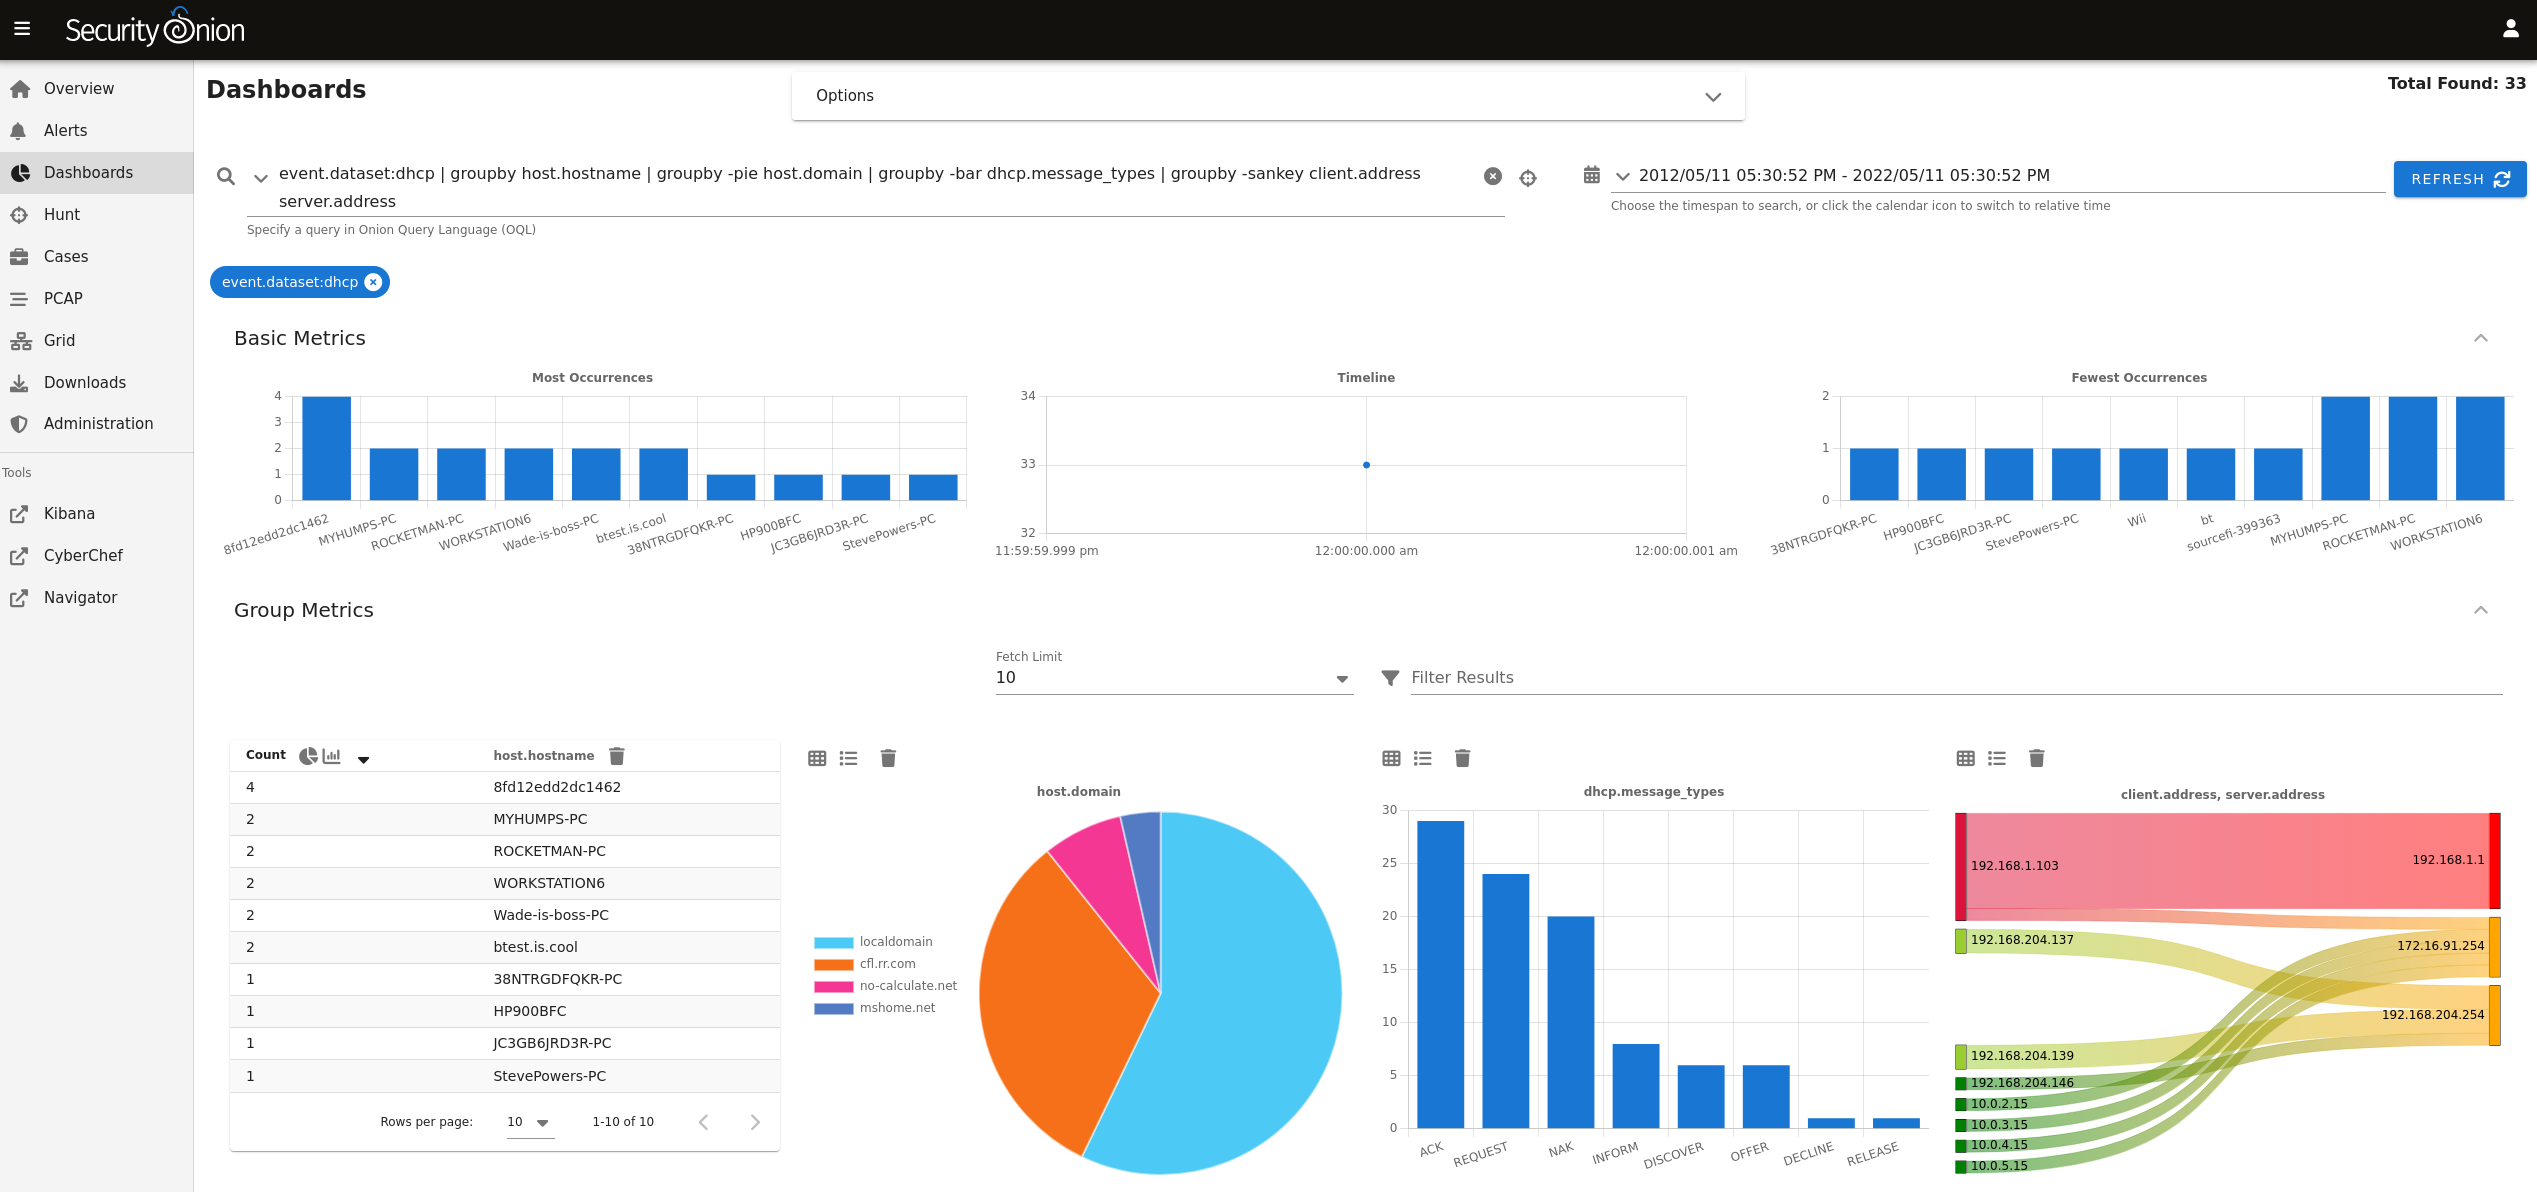 Security Onion
Overview
Alerts
Dashboards
Hunt
Cases
PCAP
Grid
Downloads
Administration
Tools
Kibana
CyberChef
Navigator
Dashboards
Options
Total Found: 33
event.dataset:dhcp | groupby host.hostname | groupby -pie host.domain | groupby -bar dhcp.message_types | groupby -sankey client.address
server.address
Specify a query in Onion Query Language (OQL)
2012/05/11 05:30:52 PM - 2022/05/11 05:30:52 PM
Choose the timespan to search, or click the calendar icon to switch to relative time
REFRESH
event.dataset:dhcp
Basic Metrics
Most Occurrences
4
3
2
1
0
8fd12edd2dc1462
MYHUMPS-PC
ROCKETMAN-PC
WORKSTATION6
Wade-is-boss-PC
btest.is.cool
38NTRGDFQKR-PC
HP900BFC
JC3GB6JRD3R-PC
StevePowers-PC
Timeline
34
33
32
11:59:59.999 pm
12:00:00.000 am
12:00:00.001 am
Fewest Occurrences
2
1
0
38NTRGDFQKR-PC
HP900BFC
JC3GB6JRD3R-PC
StevePowers-PC
Wii
bt
sourcefi-399363
MYHUMPS-PC
ROCKETMAN-PC
WORKSTATION6
Group Metrics
Fetch Limit
10
Filter Results
Count host.hostname
4 8fd12edd2dc1462
2 MYHUMPS-PC
2 ROCKETMAN-PC
2 WORKSTATION6
2 Wade-is-boss-PC
2 btest.is.cool
1 38NTRGDFQKR-PC
1 HP900BFC
1 JC3GB6JRD3R-PC
1 StevePowers-PC
Rows per page: 10 1-10 of 10
host.domain
localdomain
cfl.rr.com
no-calculate.net
mshome.net
dhcp.message_types
30
25
20
15
10
5
0
ACK
REQUEST
NAK
INFORM
DISCOVER
OFFER
DECLINE
RELEASE
client.address, server.address
192.168.1.103
192.168.1.1
192.168.204.137
172.16.91.254
192.168.204.254
192.168.204.139
192.168.204.146
10.0.2.15
10.0.3.15
10.0.4.15
10.0.5.15